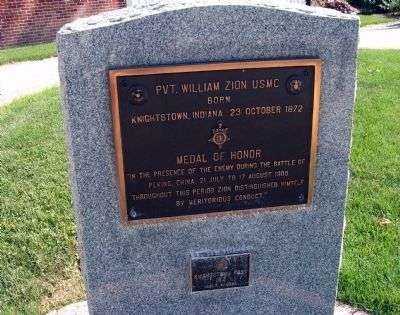 PVT. WILLIAM ZION USMC
BORN
KNIGHTSTOWN, INDIANA 23 OCTOBER 1872
MEDAL OF HONOR
"IN THE PRESENCE OF THE ENEMY DURING THE BATTLE OF
PEKING, CHINA, 21 JULY TO 17 AUGUST 1900.
THROUGHOUT THIS PERIOD ZION DISTINGUISHED HIMSELF
BY MERITORIOUS CONDUCT."
KNIGHTSTOWN POST